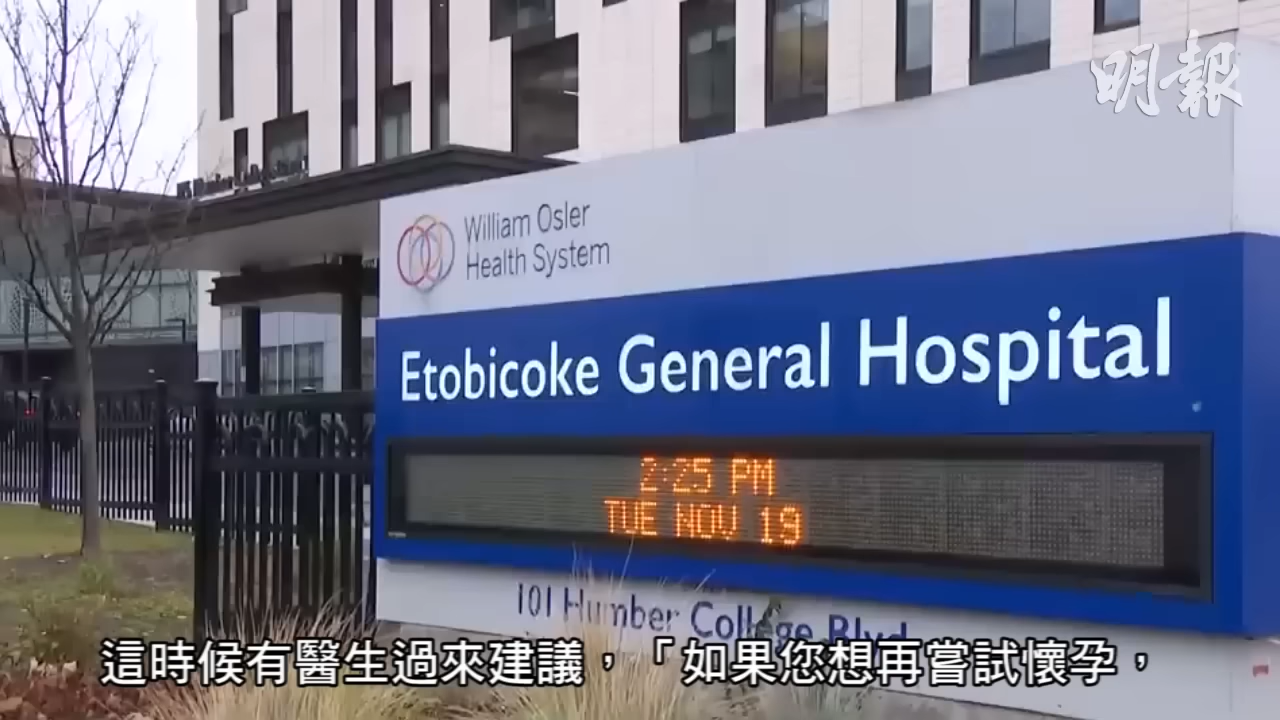 明報
William Osler
Health System
Etobicoke General Hospital
2:25 PM
TUE NOV 19
101 Humber College Blvd
這時候有醫生過來建議，「如果您想再嘗試懷孕，